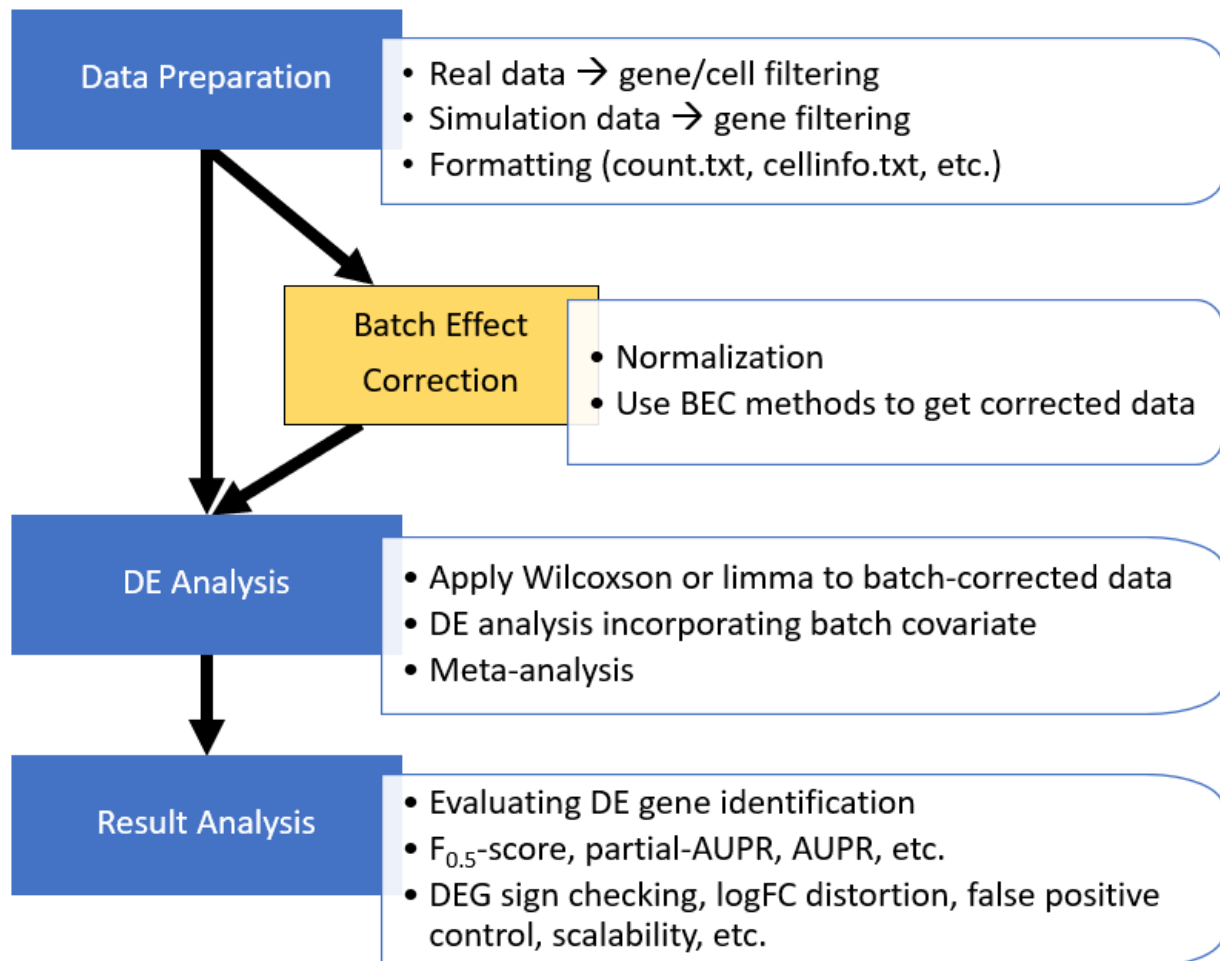 Data Preparation
• Real data → gene/cell filtering
• Simulation data → gene filtering
• Formatting (count.txt, cellinfo.txt, etc.)
Batch Effect
Correction
• Normalization
• Use BEC methods to get corrected data
DE Analysis
• Apply Wilcoxson or limma to batch-corrected data
• DE analysis incorporating batch covariate
• Meta-analysis
Result Analysis
• Evaluating DE gene identification
• F0.5-score, partial-AUPR, AUPR, etc.
• DEG sign checking, logFC distortion, false positive
control, scalability, etc.